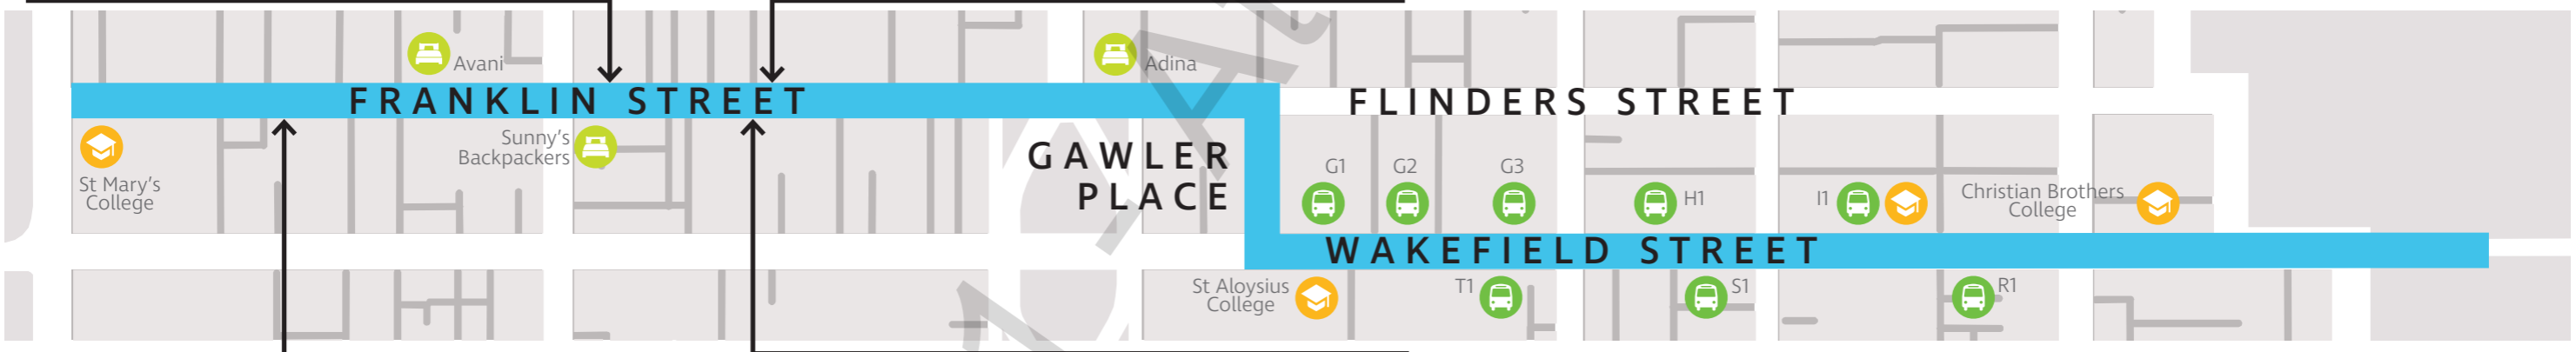 Avani
Adina
FRANKLIN STREET
FLINDERS STREET
St Mary's
College
Sunny's
Backpackers
GAWLER
PLACE
G1
G2
G3
H1
I1
Christian Brothers
College
WAKEFIELD STREET
St Aloysius
College
T1
S1
R1